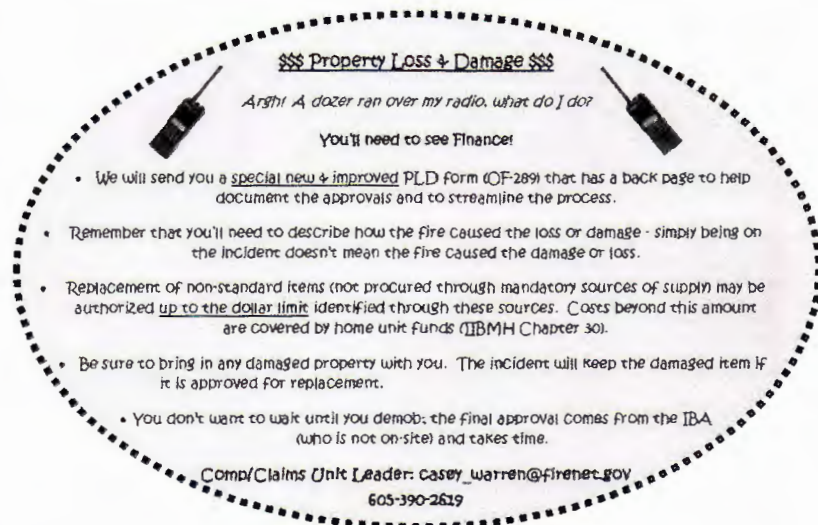 $$$ Property Loss & Damage $$$
Argh! A dozer ran over my radio, what do I do?
You'll need to see Finance!
• We will send you a special new & improved PLD form (OF-289) that has a back page to help
document the approvals and to streamline the process.
• Remember that you'll need to describe how the fire caused the loss or damage - simply being on
the incident doesn't mean the fire caused the damage or loss.
• Replacement of non-standard items (not procured through mandatory sources of supply) may be
authorized up to the dollar limit identified through these sources. Costs beyond this amount
are covered by home unit funds (IIBMH Chapter 30).
• Be sure to bring in any damaged property with you. The incident will keep the damaged item if
it is approved for replacement.
• You don't want to wait until you demob; the final approval comes from the IBA
(who is not on-site) and takes time.
Comp/Claims Unit Leader: casey_warren@firenet.gov
605-390-2619